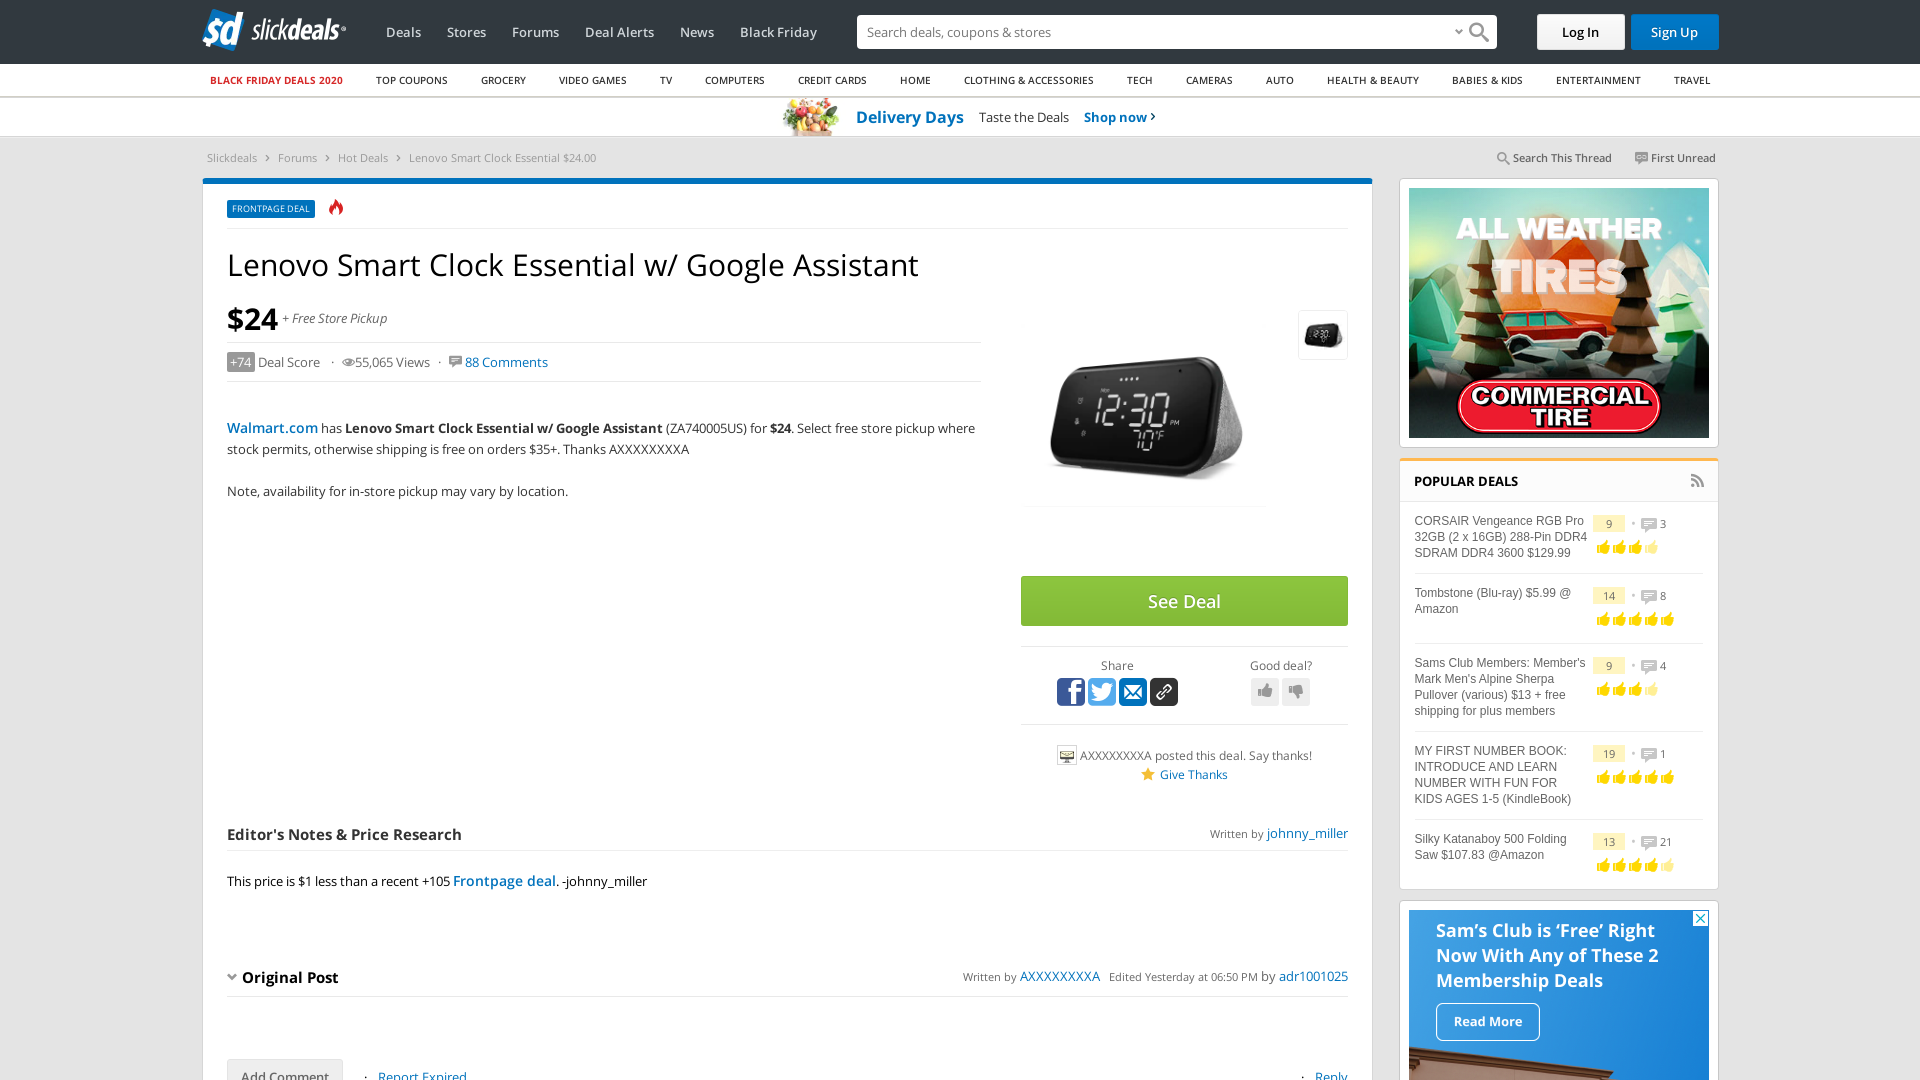 slickdeals
Deals
Stores
Forums
Deal Alerts
News
Black Friday
Search deals, coupons & stores
Log In
Sign Up
BLACK FRIDAY DEALS 2020
TOP COUPONS
GROCERY
VIDEO GAMES
TV
COMPUTERS
CREDIT CARDS
HOME
CLOTHING & ACCESSORIES
TECH
CAMERAS
AUTO
HEALTH & BEAUTY
BABIES & KIDS
ENTERTAINMENT
TRAVEL
Delivery Days Taste the Deals Shop now
Slickdeals > Forums > Hot Deals > Lenovo Smart Clock Essential $24.00
Search This Thread
First Unread
FRONTPAGE DEAL
Lenovo Smart Clock Essential w/ Google Assistant
$24 + Free Store Pickup
+74 Deal Score · 55,065 Views · 88 Comments
Walmart.com has Lenovo Smart Clock Essential w/ Google Assistant (ZA740005US) for $24. Select free store pickup where
stock permits, otherwise shipping is free on orders $35+. Thanks AXXXXXXXXA
Note, availability for in-store pickup may vary by location.
12:30 PM
70°F
See Deal
Share
Good deal?
AXXXXXXXXA posted this deal. Say thanks!
Give Thanks
Editor's Notes & Price Research
Written by johnny_miller
This price is $1 less than a recent +105 Frontpage deal. -johnny_miller
Original Post
Written by AXXXXXXXXA Edited Yesterday at 06:50 PM by adr1001025
Add Comment
· Report Expired
· Reply
ALL WEATHER
TIRES
COMMERCIAL
TIRE
POPULAR DEALS
CORSAIR Vengeance RGB Pro
32GB (2 x 16GB) 288-Pin DDR4
SDRAM DDR4 3600 $129.99
9 • 3
Tombstone (Blu-ray) $5.99 @
Amazon
14 • 8
Sams Club Members: Member's
Mark Men's Alpine Sherpa
Pullover (various) $13 + free
shipping for plus members
9 • 4
MY FIRST NUMBER BOOK:
INTRODUCE AND LEARN
NUMBER WITH FUN FOR
KIDS AGES 1-5 (KindleBook)
19 • 1
Silky Katanaboy 500 Folding
Saw $107.83 @Amazon
13 • 21
Sam's Club is 'Free' Right
Now With Any of These 2
Membership Deals
Read More